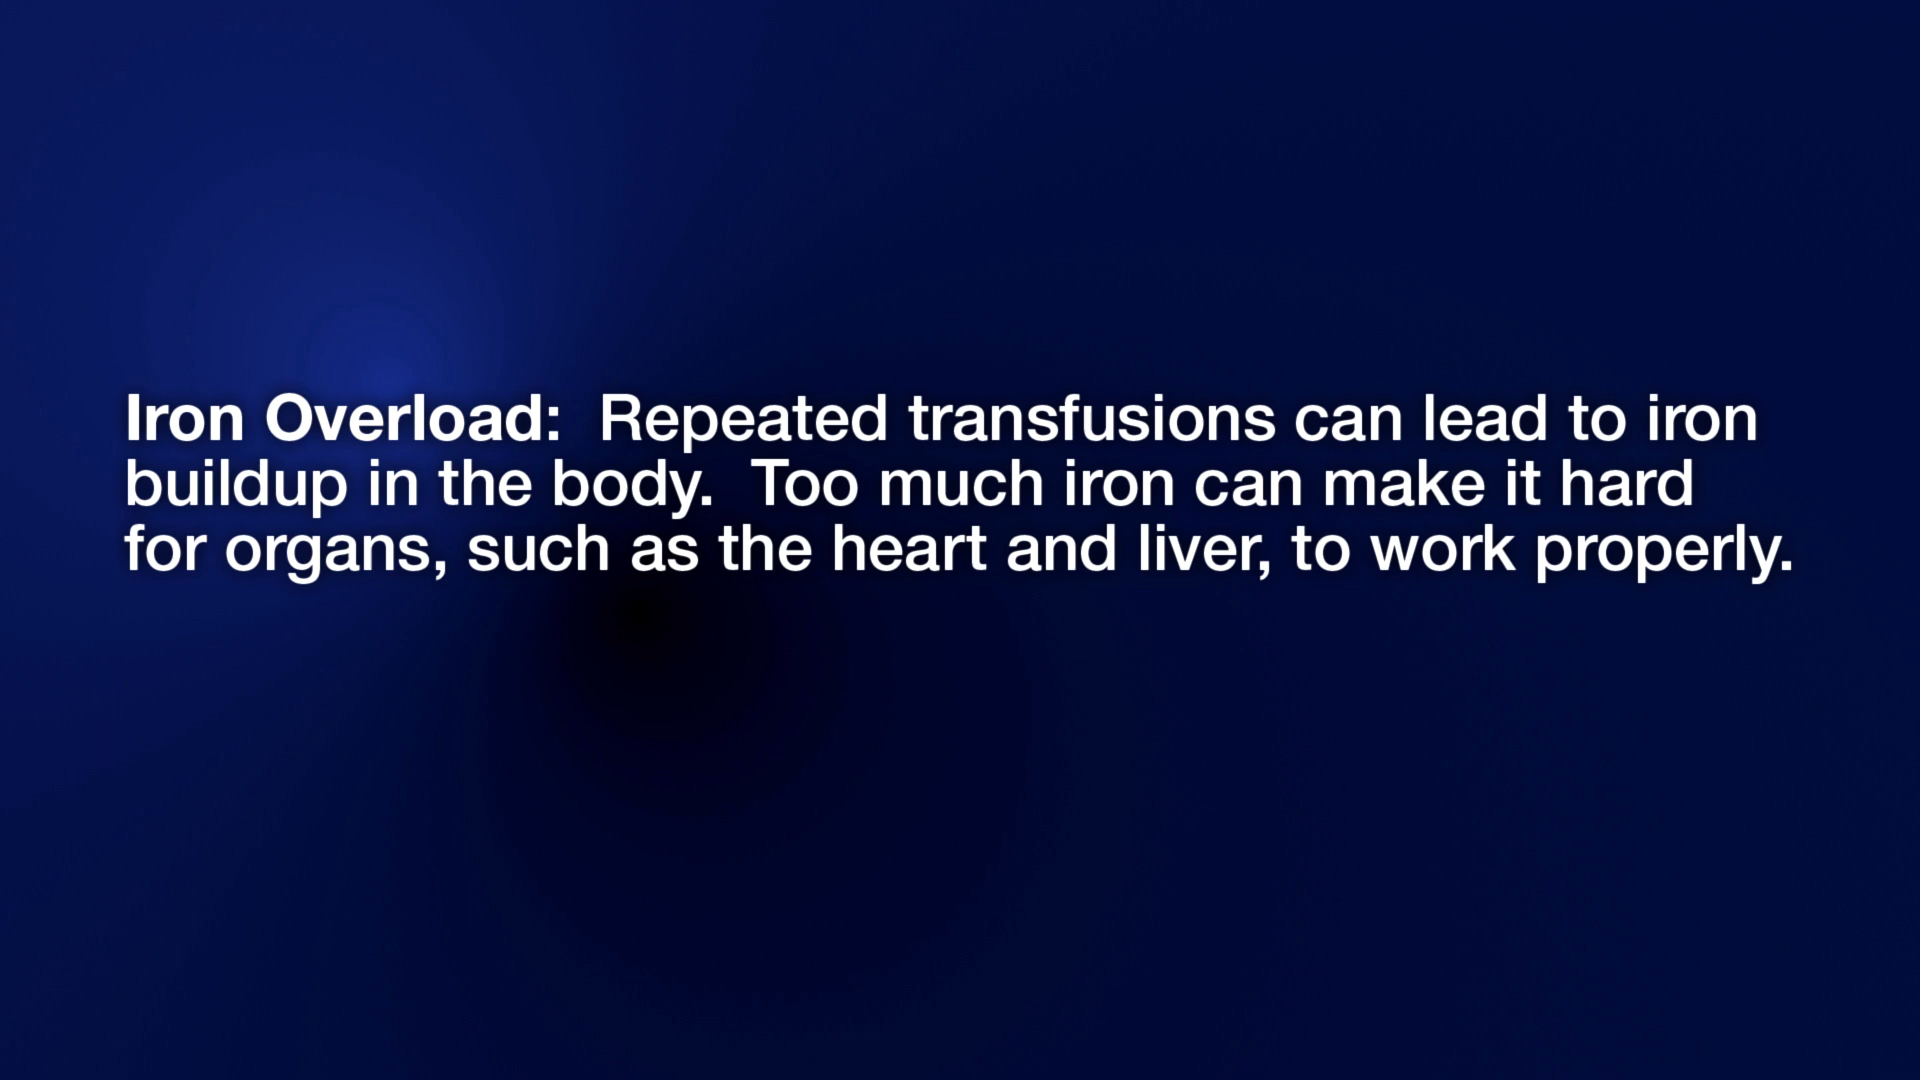 Iron Overload:  Repeated transfusions can lead to iron
buildup in the body.  Too much iron can make it hard
for organs, such as the heart and liver, to work properly.